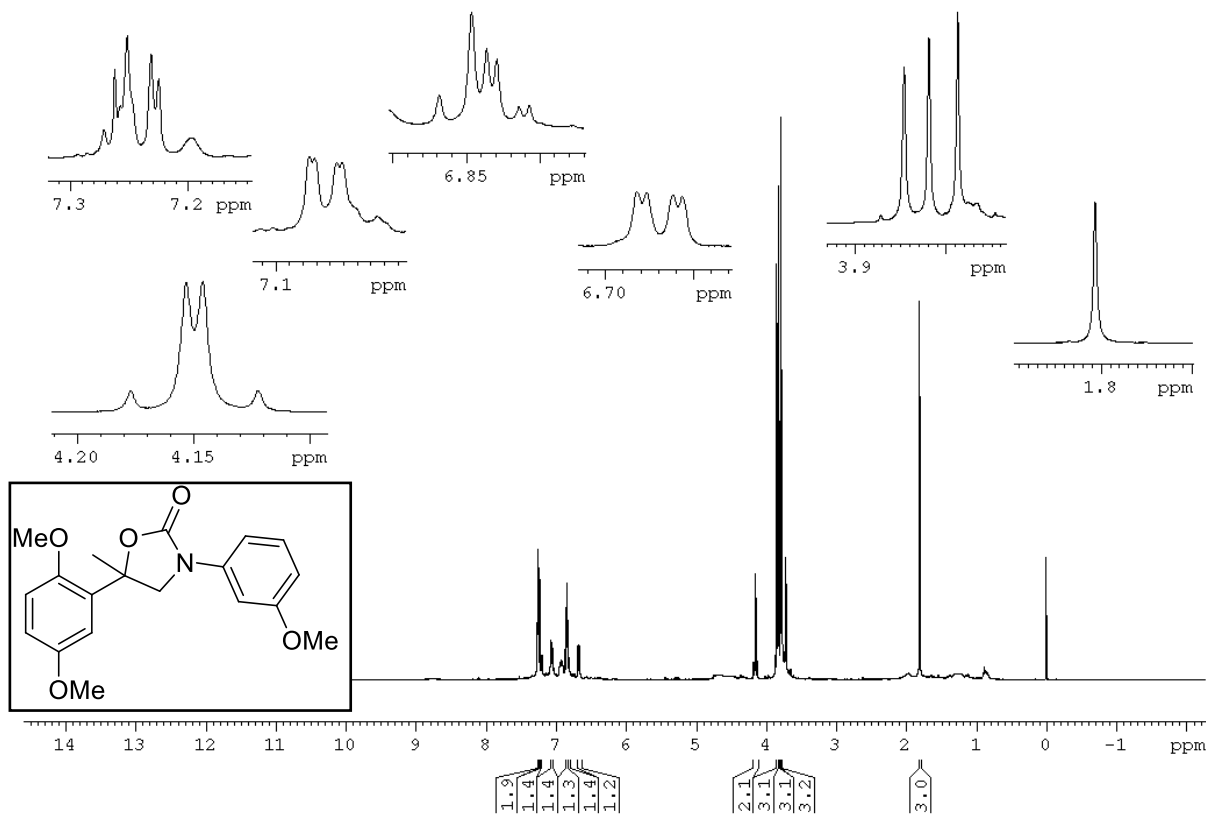 7.3 7.2 ppm
6.85 ppm
7.1 ppm
6.70 ppm
3.9 ppm
1.8 ppm
4.20 4.15 ppm
O
MeO
O
N
OMe
OMe
14 13 12 11 10 9 8 7 6 5 4 3 2 1 0 -1 ppm
1.9 1.4 1.4 1.3 1.4 1.2 2.1 3.1 3.1 3.2 3.0